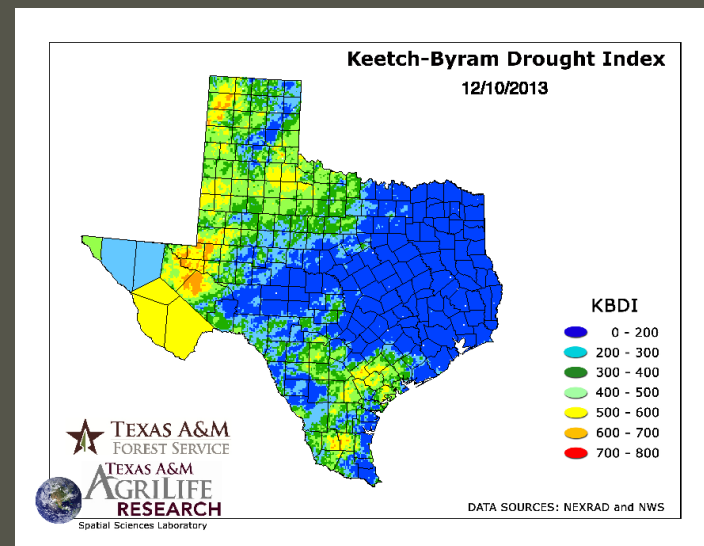 Keetch-Byram Drought Index
12/10/2013
KBDI
0 - 200
200 - 300
300 - 400
400 - 500
500 - 600
600 - 700
700 - 800
TEXAS A&M
FOREST SERVICE
TEXAS A&M
AGRILIFE
RESEARCH
Spatial Sciences Laboratory
DATA SOURCES: NEXRAD and NWS